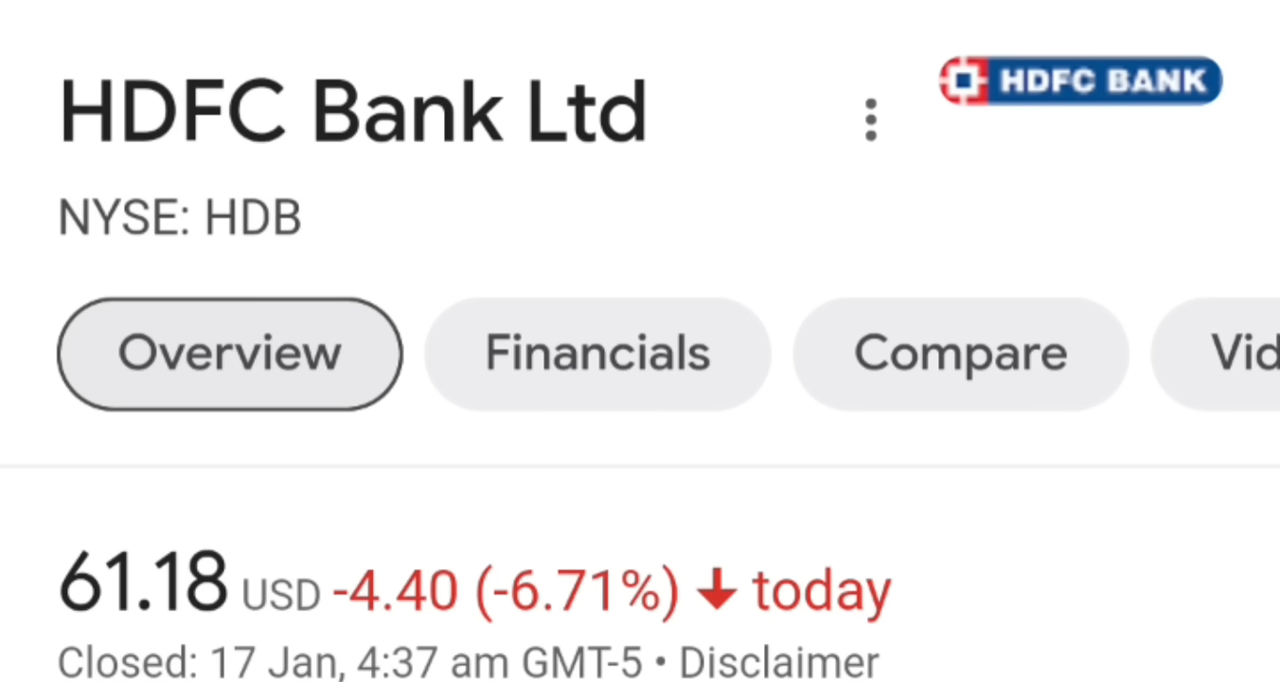 HDFC Bank Ltd
HDFC BANK
NYSE: HDB
Overview Financials Compare Vid
61.18 USD -4.40 (-6.71%) ↓ today
Closed: 17 Jan, 4:37 am GMT-5 • Disclaimer